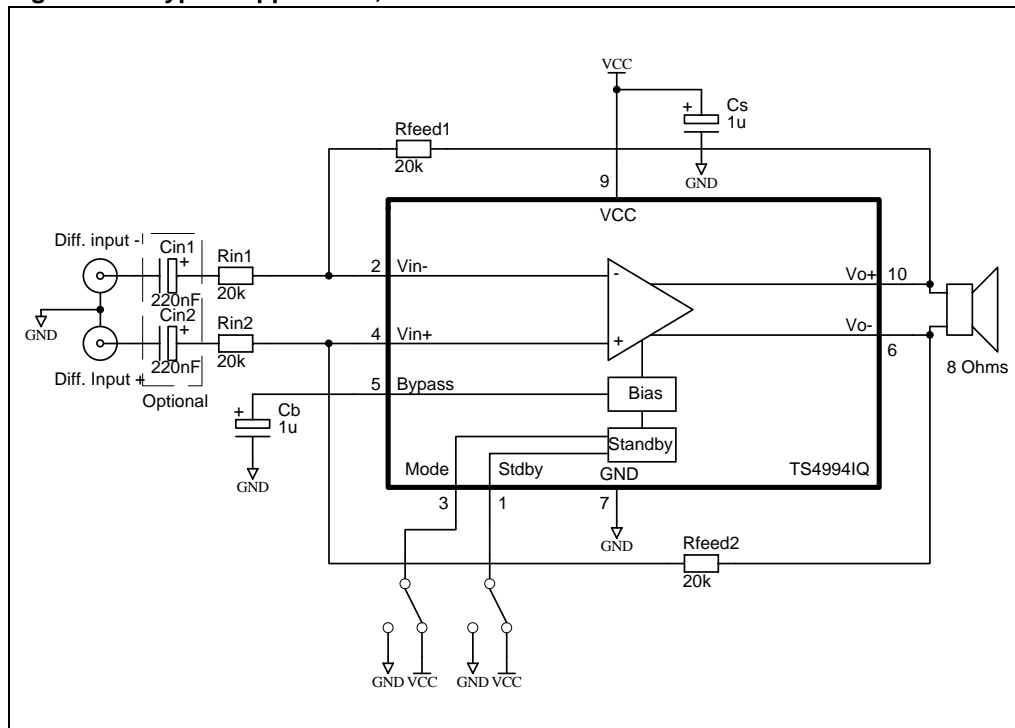 VCC
+
Cs
1u
GND
Rfeed1
20k
9
VCC
Diff. input -
Cin1
+
220nF
Rin1
20k
2
Vin-
-
Vo+
10
GND
Cin2
+
220nF
Rin2
20k
4
Vin+
+
Vo-
6
Diff. Input +
Optional
8 Ohms
5
Bypass
Bias
+
Cb
1u
GND
Standby
Mode
Stdby
GND
TS4994IQ
3
1
7
GND
Rfeed2
20k
GND
VCC
GND
VCC